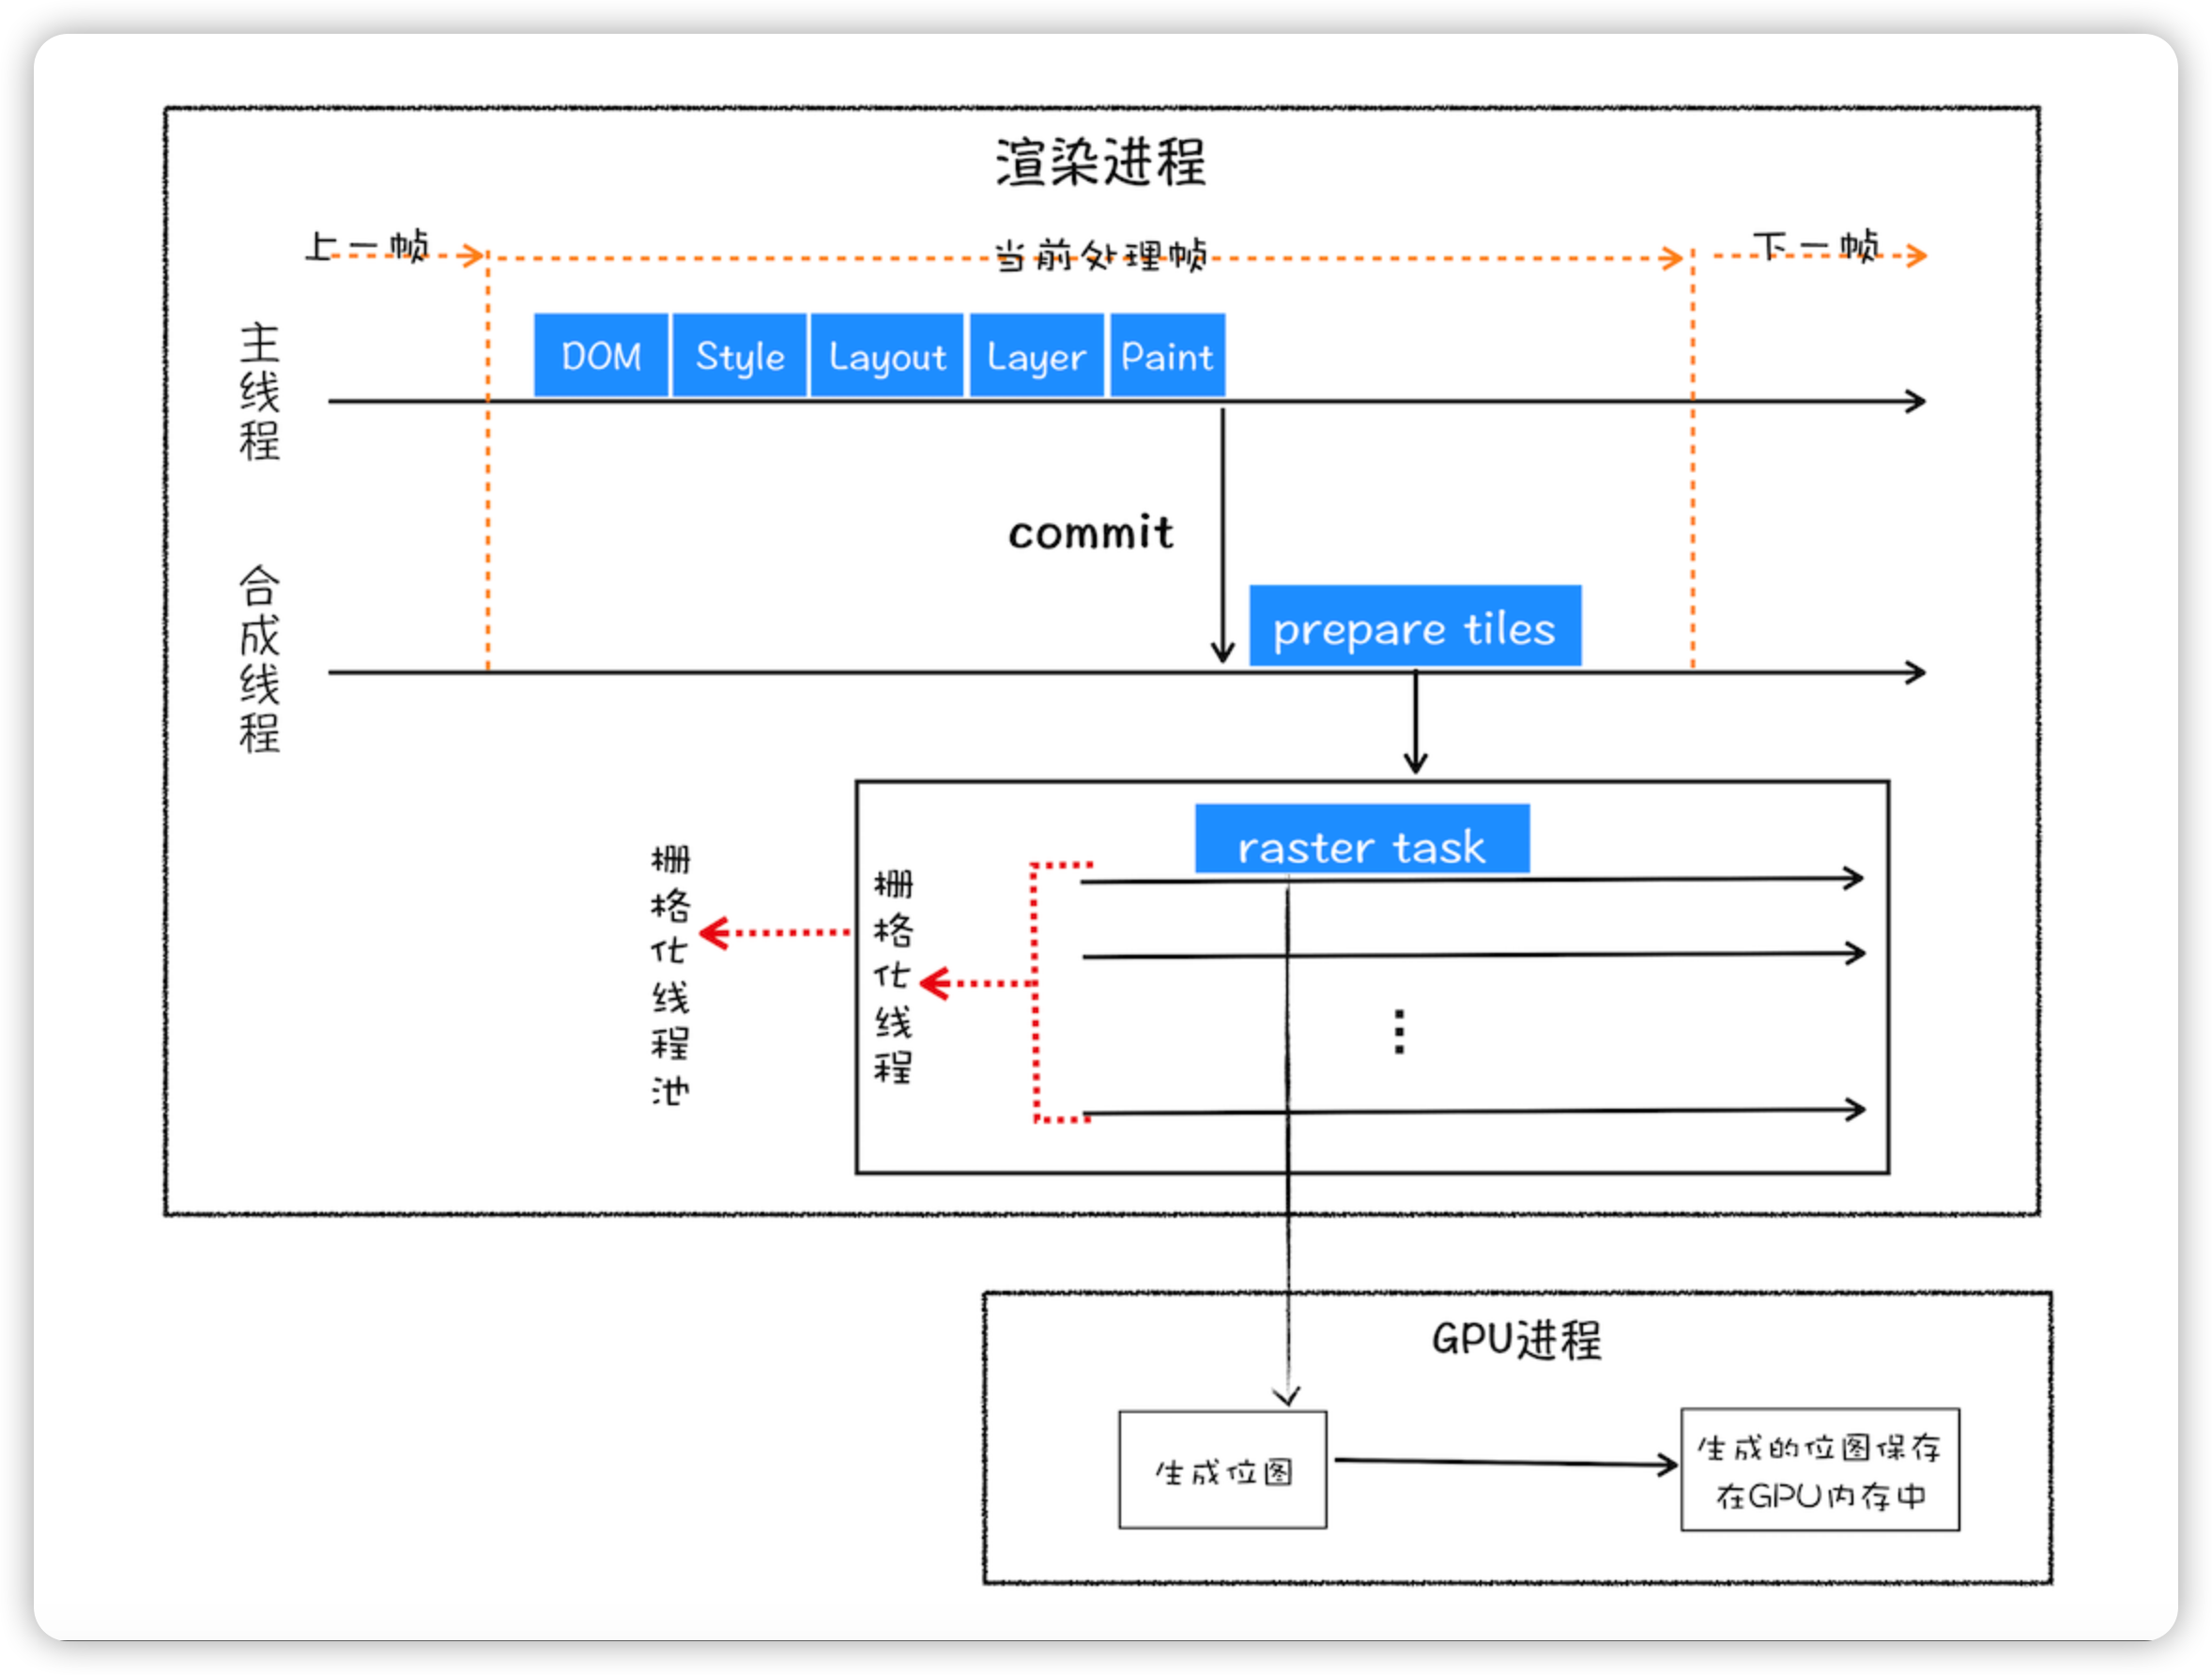 渲染进程
上一帧
当前处理帧
下一帧
主线程
DOM
Style
Layout
Layer
Paint
commit
合成线程
prepare tiles
raster task
栅格化线程池
栅格化线程
⋮
GPU进程
生成位图
生成的位图保存
在GPU内存中